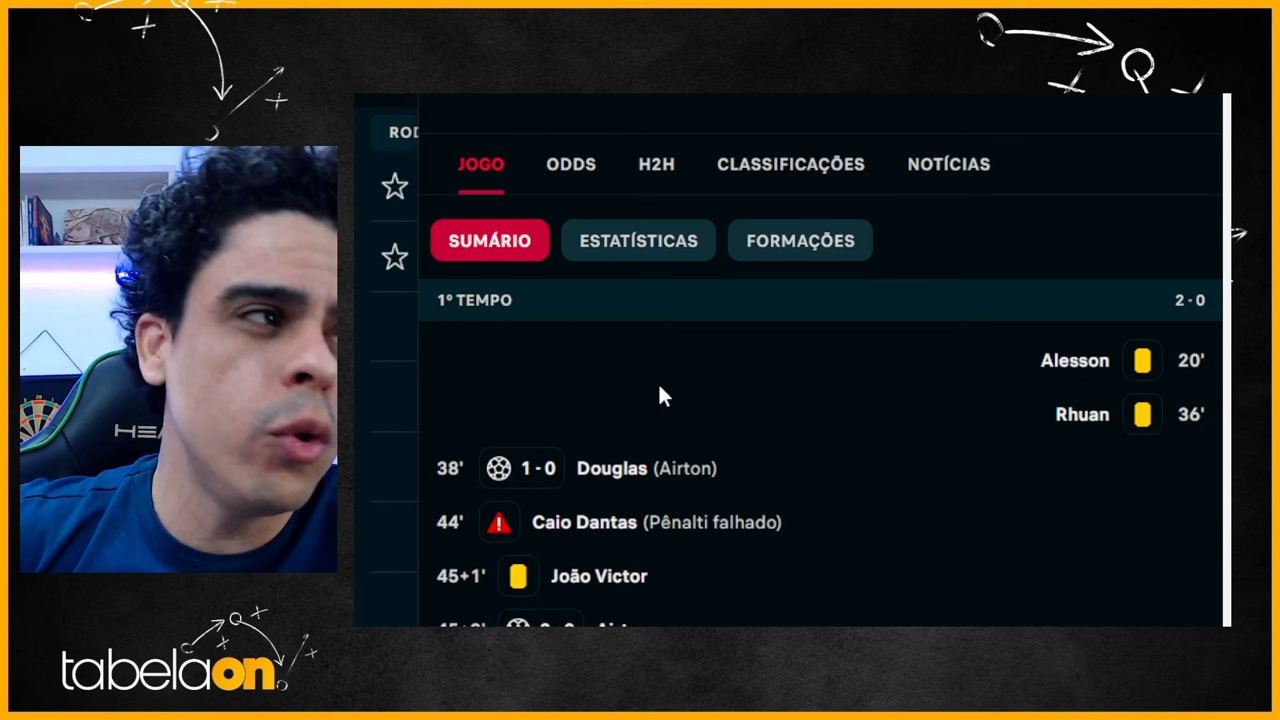 ROD
JOGO ODDS H2H CLASSIFICAÇÕES NOTÍCIAS
SUMÁRIO ESTATÍSTICAS FORMAÇÕES
1º TEMPO 2 - 0
Alesson 20'
Rhuan 36'
38' 1 - 0 Douglas (Airton)
44' ! Caio Dantas (Pênalti falhado)
45+1' João Victor
HEA
tabelaon